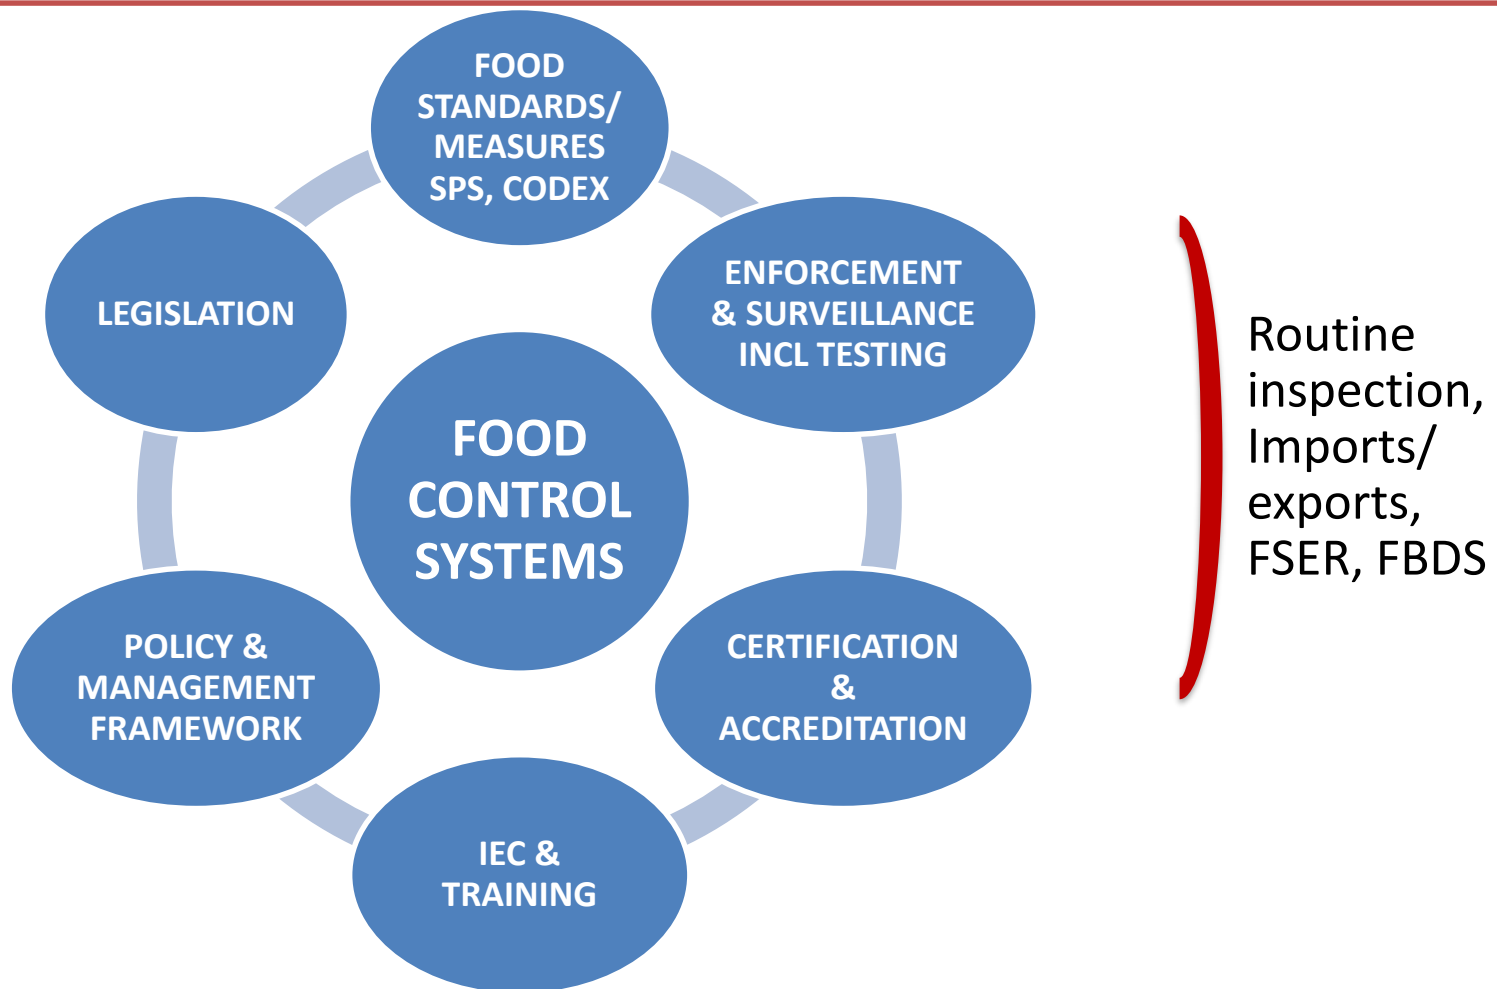 FOOD
STANDARDS/
MEASURES
SPS, CODEX
ENFORCEMENT
& SURVEILLANCE
INCL TESTING
LEGISLATION
FOOD
CONTROL
SYSTEMS
Routine
inspection,
Imports/
exports,
FSER, FBDS
POLICY &
MANAGEMENT
FRAMEWORK
CERTIFICATION
&
ACCREDITATION
IEC &
TRAINING